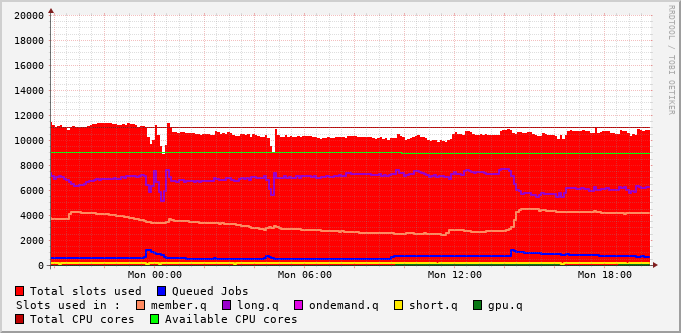 RRDTOOL / TOBI OETIKER
20000
18000
16000
14000
12000
10000
8000
6000
4000
2000
0
Mon 00:00 Mon 06:00 Mon 12:00 Mon 18:00
Total slots used Queued Jobs
Slots used in : member.q long.q ondemand.q short.q gpu.q
Total CPU cores Available CPU cores